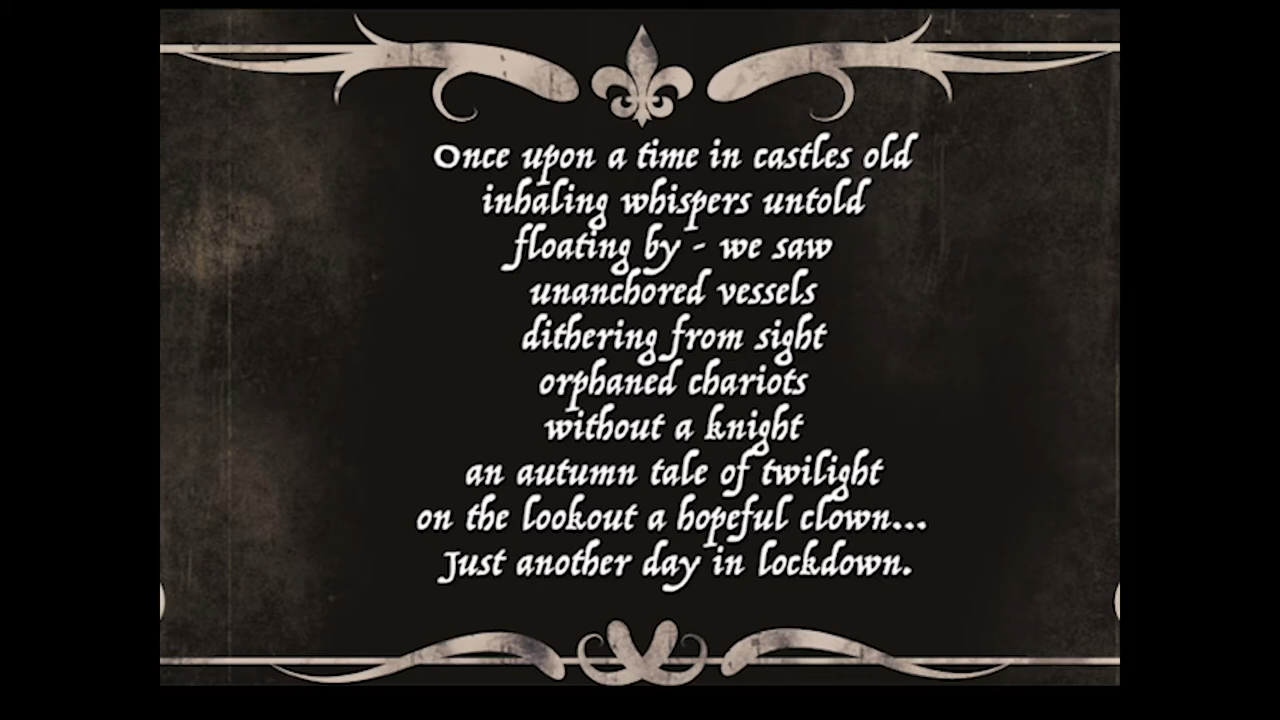 Once upon a time in castles old
inhaling whispers untold
floating by - we saw
unanchored vessels
dithering from sight
orphaned chariots
without a knight
an autumn tale of twilight
on the lookout a hopeful clown...
Just another day in lockdown.